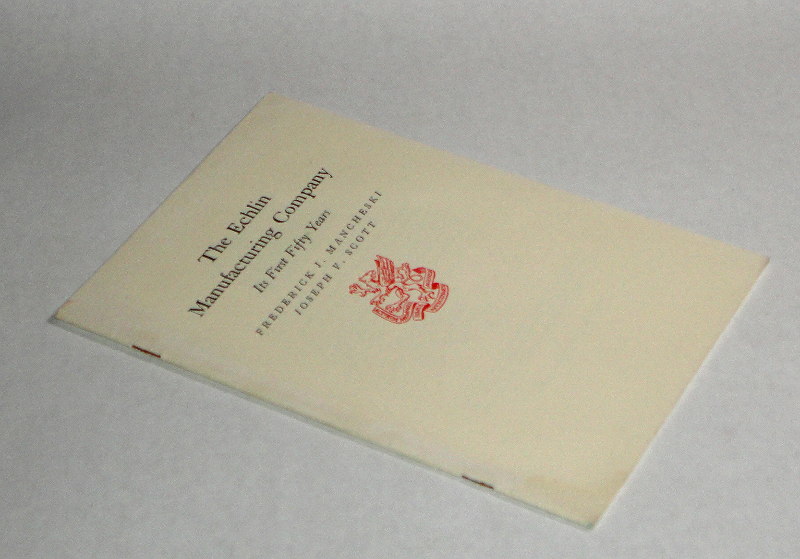 The Echlin
Manufacturing Company
Its First Fifty Years
FREDERICK J. MANCHESKI
JOSEPH F. SCOTT